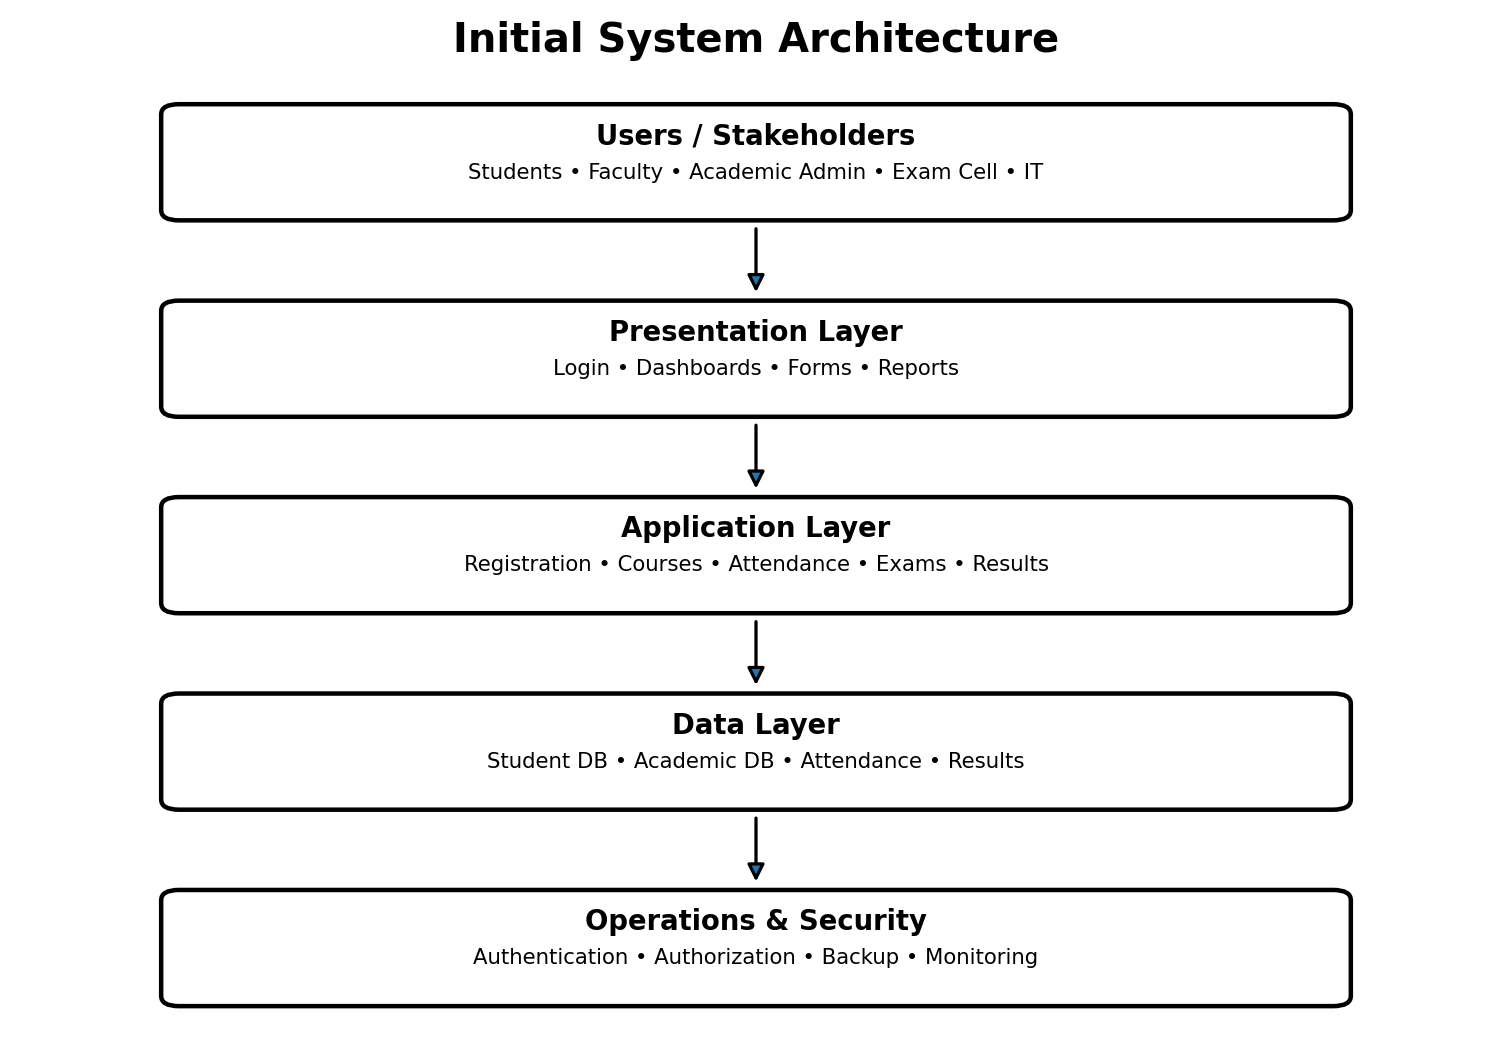 Initial System Architecture
Users / Stakeholders
Students • Faculty • Academic Admin • Exam Cell • IT
Presentation Layer
Login • Dashboards • Forms • Reports
Application Layer
Registration • Courses • Attendance • Exams • Results
Data Layer
Student DB • Academic DB • Attendance • Results
Operations & Security
Authentication • Authorization • Backup • Monitoring